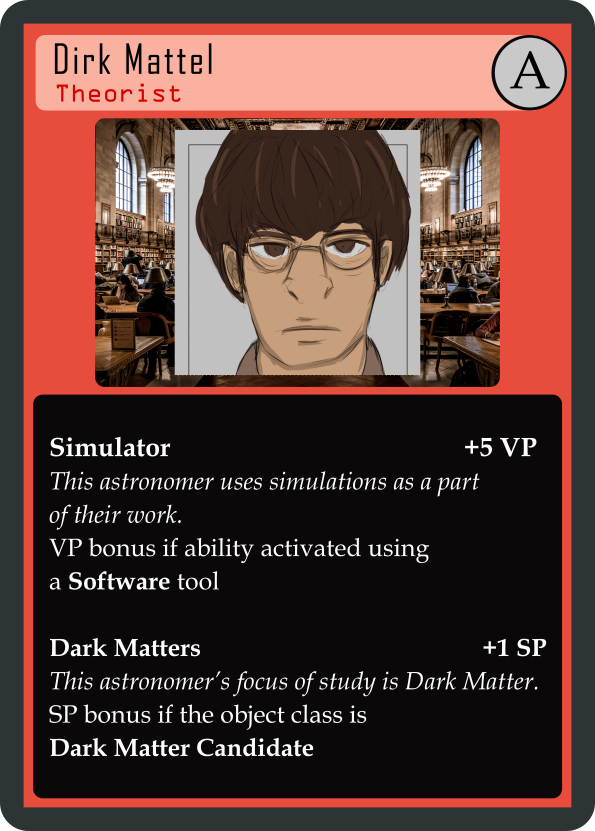 Dirk Mattel
A
Theorist
Simulator +5 VP
This astronomer uses simulations as a part
of their work.
VP bonus if ability activated using
a Software tool
Dark Matters +1 SP
This astronomer's focus of study is Dark Matter.
SP bonus if the object class is
Dark Matter Candidate